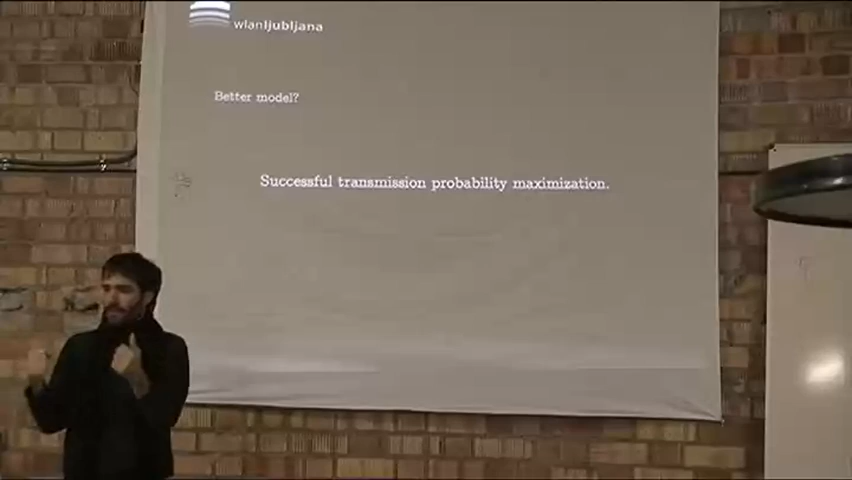 wlanljubljana
Better model?
Successful transmission probability maximization.